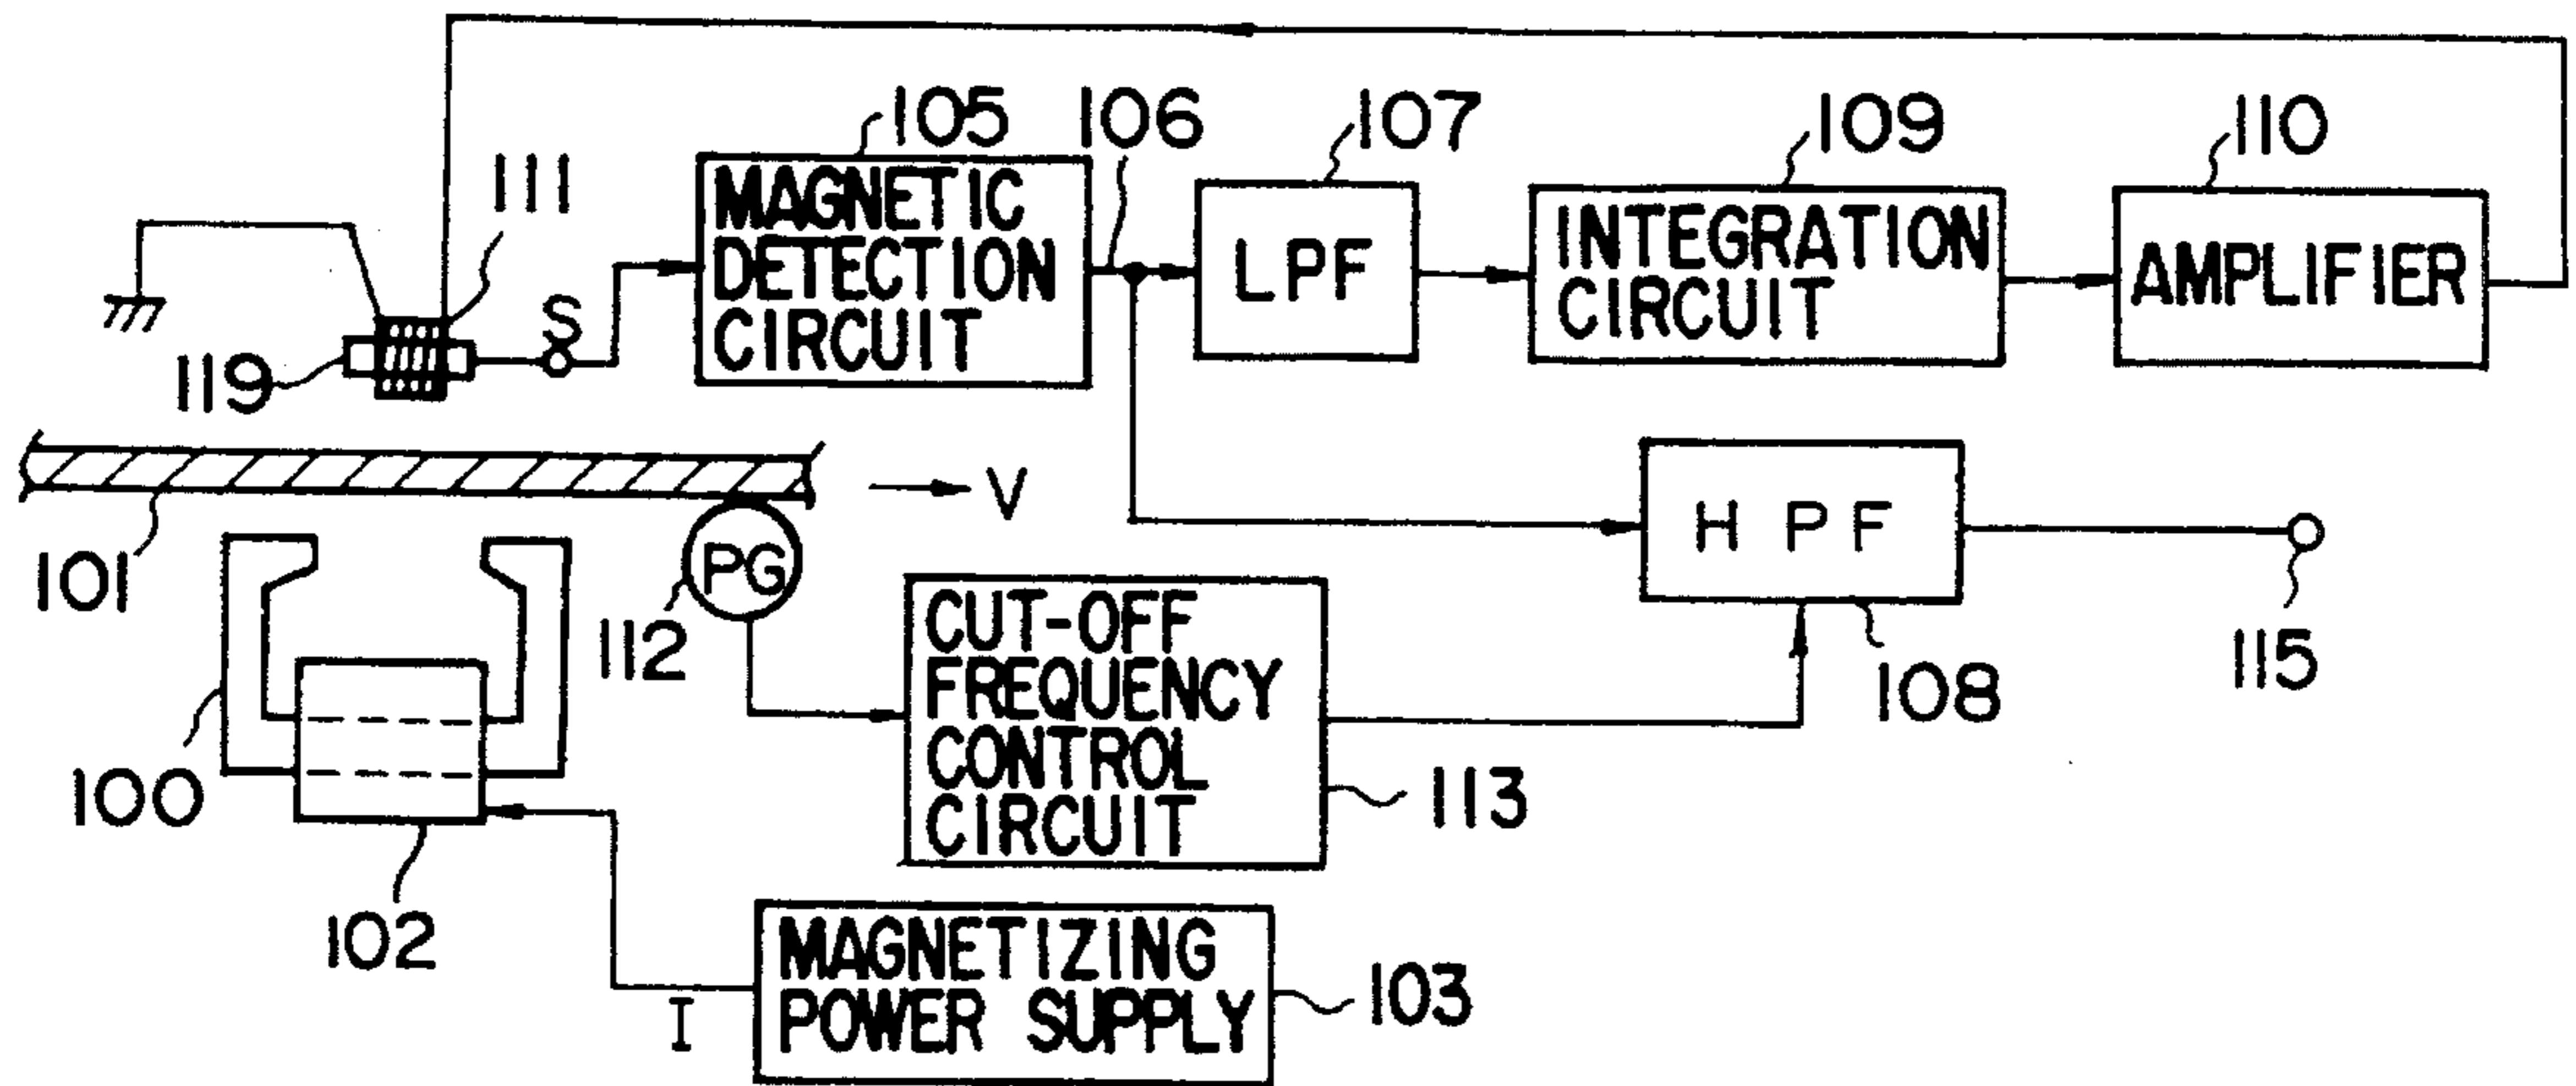 105
106
107
109
110
111
MAGNETIC
DETECTION
CIRCUIT
LPF
INTEGRATION
CIRCUIT
AMPLIFIER
S
119
V
HPF
101
PG
112
CUT-OFF
FREQUENCY
CONTROL
CIRCUIT
115
108
100
113
102
MAGNETIZING
POWER SUPPLY
103
I